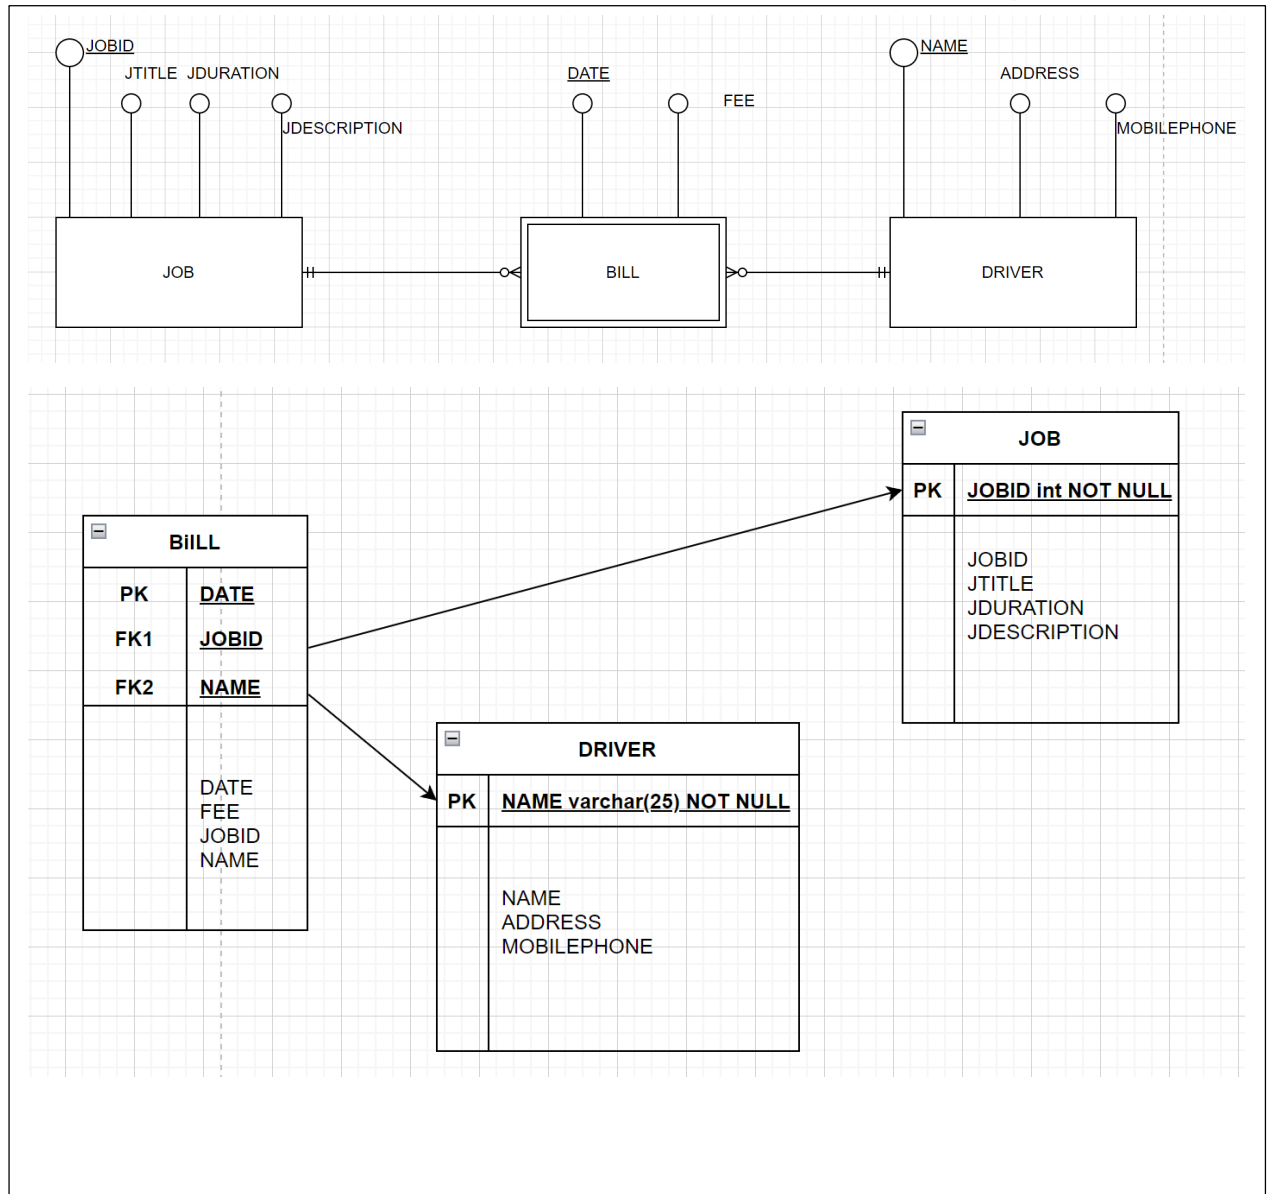 JOBID
NAME
JTITLE JDURATION
DATE
ADDRESS
FEE
JDESCRIPTION
MOBILEPHONE
JOB
BILL
DRIVER
JOB
PK JOBID int NOT NULL
JOBID
JTITLE
JDURATION
JDESCRIPTION
BiILL
PK DATE
FK1 JOBID
FK2 NAME
DATE
FEE
JOBID
NAME
DRIVER
PK NAME varchar(25) NOT NULL
NAME
ADDRESS
MOBILEPHONE